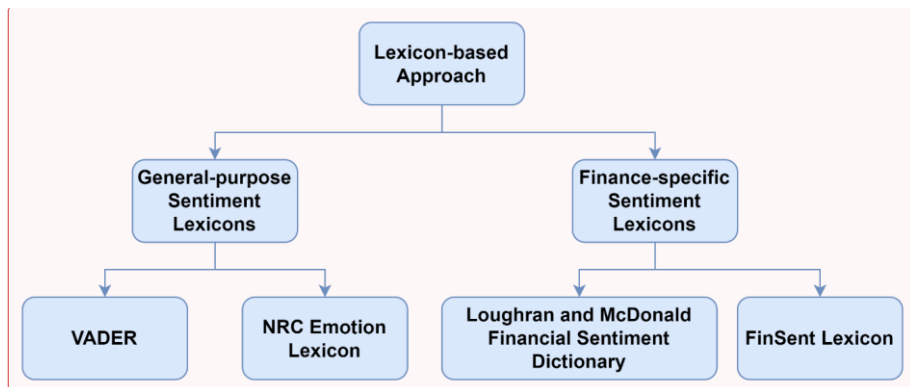 Lexicon-based
Approach
General-purpose
Sentiment
Lexicons
Finance-specific
Sentiment
Lexicons
VADER
NRC Emotion
Lexicon
Loughran and McDonald
Financial Sentiment
Dictionary
FinSent Lexicon